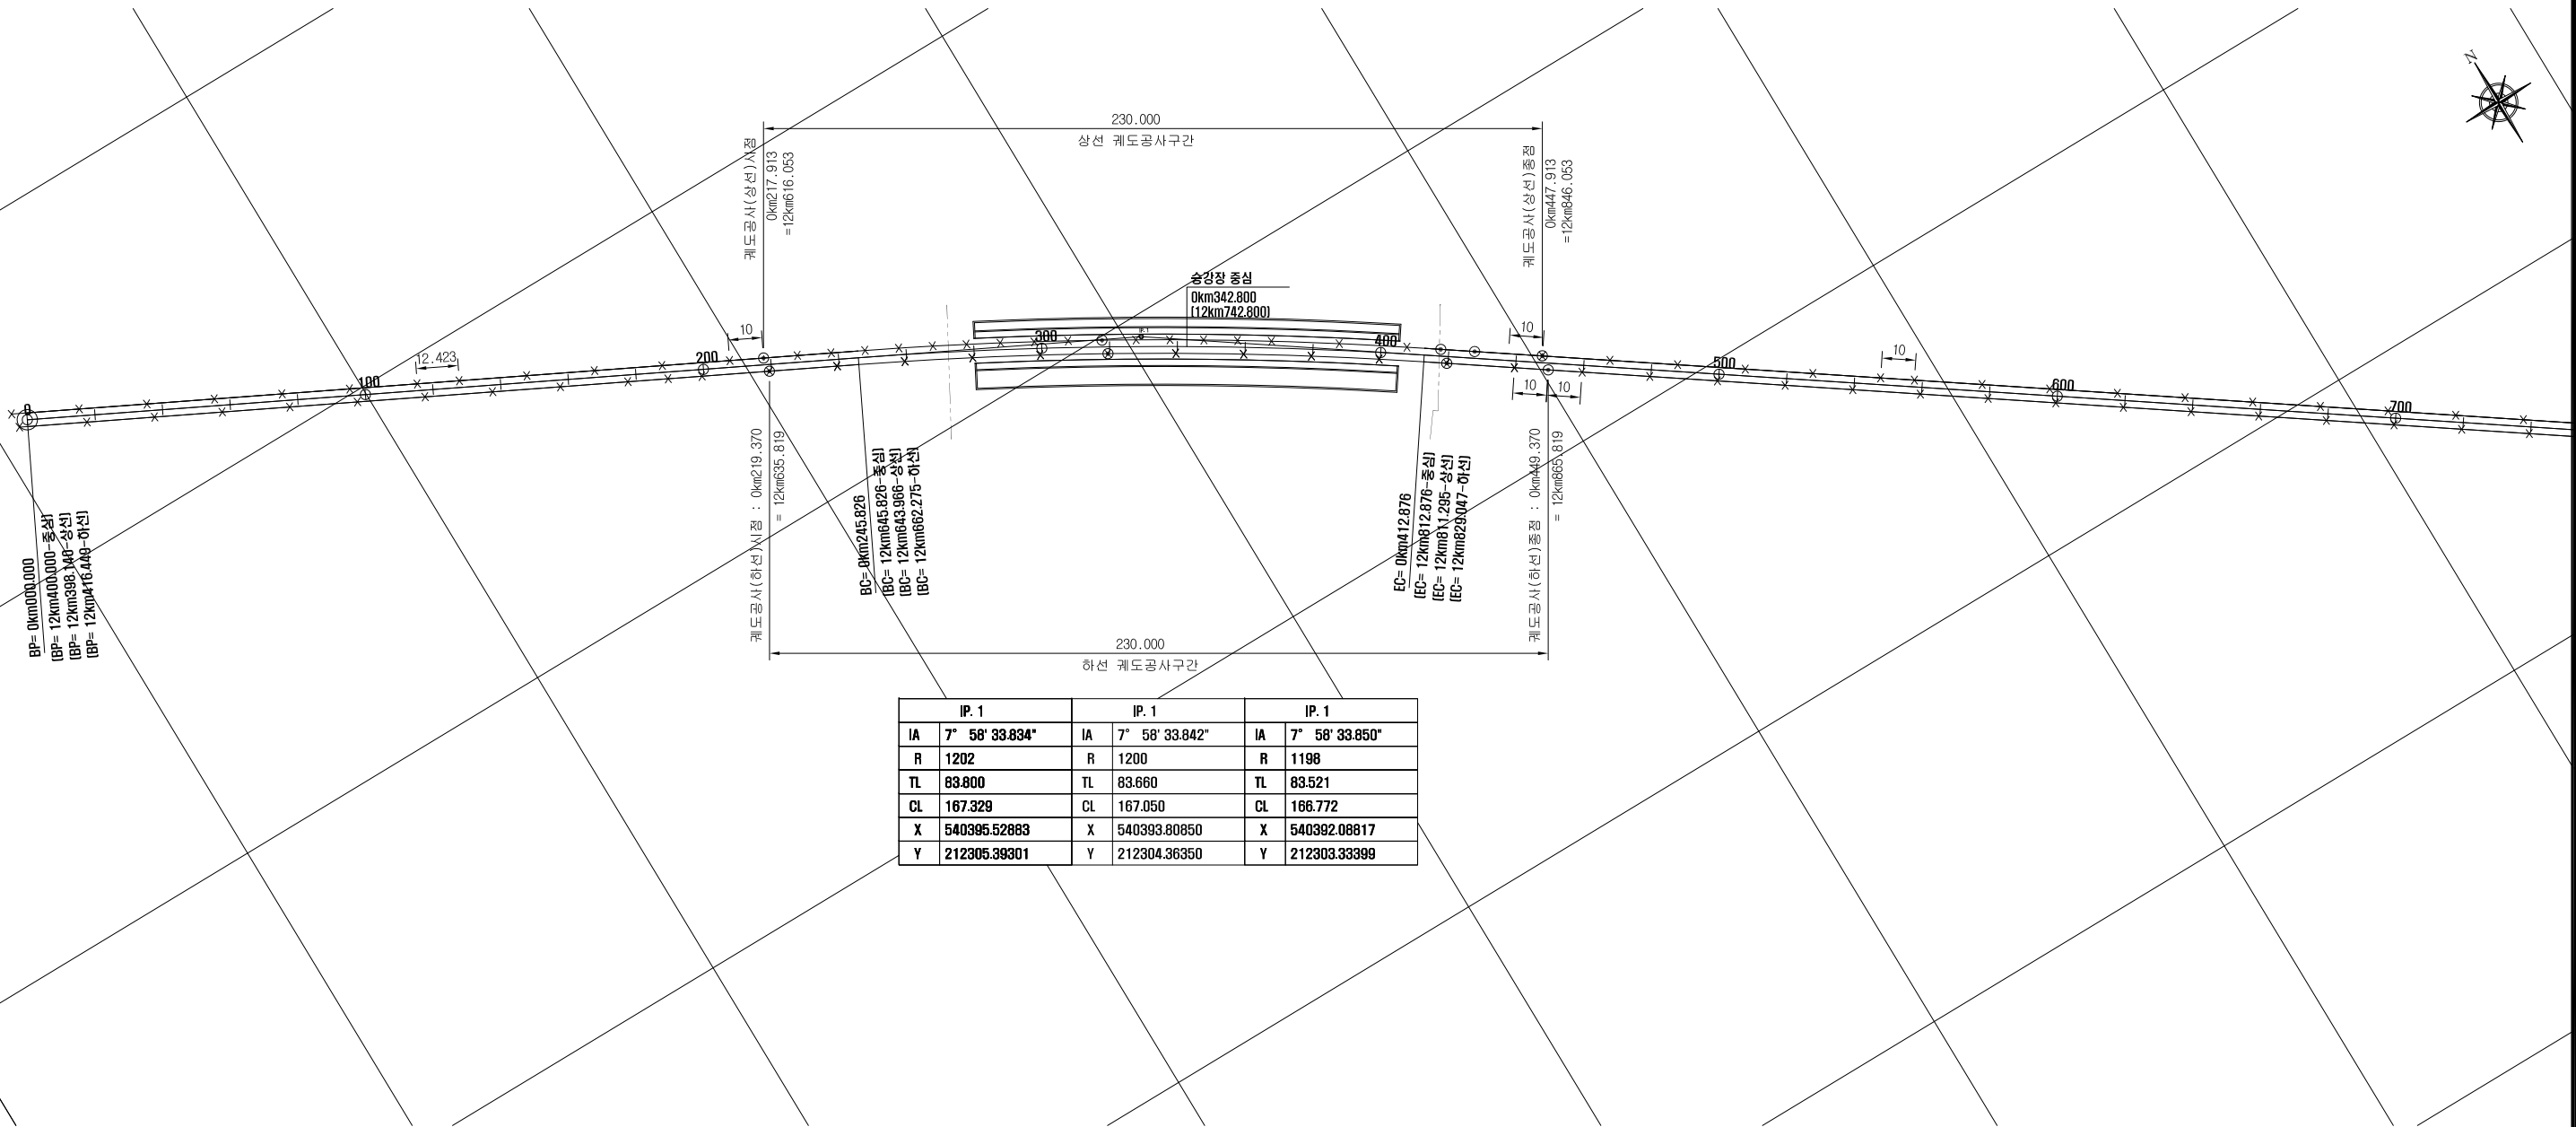 N
230.000
상선 궤도공사구간
궤도공사(상선)시점
0km217.913
=12km616.053
궤도공사(상선)종점
0km447.913
=12km846.053
승강장 중심
0km342.800
[12km742.800]
IP.1
10
10
12.423
10
10
10
0
100
200
300
400
500
600
700
BP= 0km000.000
[BP= 12km400.000-중심]
[BP= 12km398.140-상선]
[BP= 12km416.449-하선]
궤도공사(하선)시점 : 0km219.370
= 12km635.819
BC= 0km245.826
[BC= 12km645.826-중심]
[BC= 12km643.966-상선]
[BC= 12km662.275-하선]
EC= 0km412.876
[EC= 12km812.876-중심]
[EC= 12km811.295-상선]
[EC= 12km829.047-하선]
궤도공사(하선)종점 : 0km449.370
= 12km865.819
230.000
하선 궤도공사구간
IP. 1 IP. 1 IP. 1
IA 7° 58' 33.834" IA 7° 58' 33.842" IA 7° 58' 33.850"
R 1202 R 1200 R 1198
TL 83.800 TL 83.660 TL 83.521
CL 167.329 CL 167.050 CL 166.772
X 540395.52883 X 540393.80850 X 540392.08817
Y 212305.39301 Y 212304.36350 Y 212303.33399